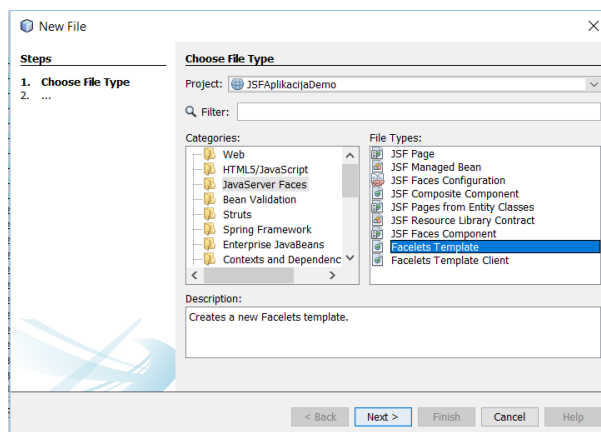 New File
Steps
1. Choose File Type
2. ...
Choose File Type
Project: JSFAplikacijaDemo
Filter:
Categories:
Web
HTML5/JavaScript
JavaServer Faces
Bean Validation
Struts
Spring Framework
Enterprise JavaBeans
Contexts and Dependenc
File Types:
JSF Page
JSF Managed Bean
JSF Faces Configuration
JSF Composite Component
JSF Pages from Entity Classes
JSF Resource Library Contract
JSF Faces Component
Facelets Template
Facelets Template Client
Description:
Creates a new Facelets template.
< Back Next > Finish Cancel Help